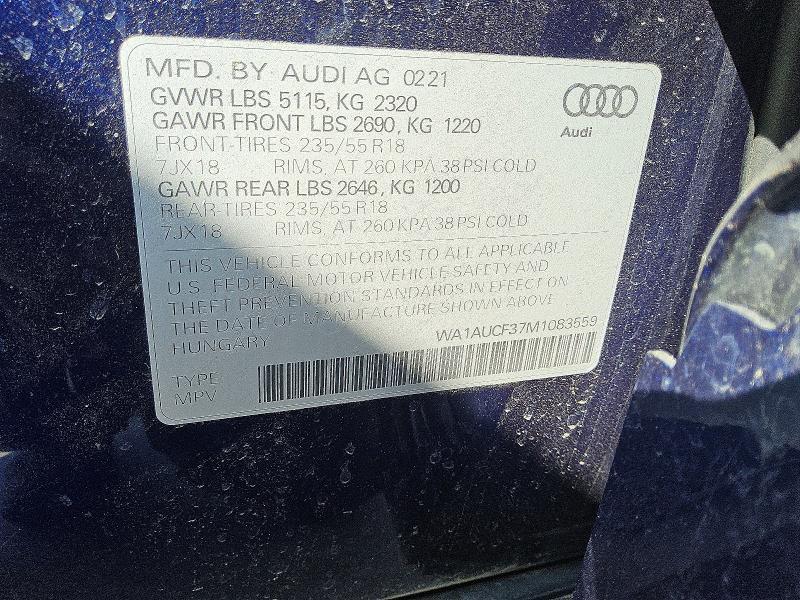 MFD. BY AUDI AG 0221
GVWR LBS 5115, KG 2320
GAWR FRONT LBS 2690, KG 1220
FRONT-TIRES 235/55 R18
7JX18 RIMS, AT 260 KPA 38 PSI COLD
GAWR REAR LBS 2646, KG 1200
REAR-TIRES 235/55 R18
7JX18 RIMS, AT 260 KPA 38 PSI COLD
Audi
THIS VEHICLE CONFORMS TO ALL APPLICABLE
U.S. FEDERAL MOTOR VEHICLE SAFETY AND
THEFT PREVENTION STANDARDS IN EFFECT ON
THE DATE OF MANUFACTURE SHOWN ABOVE
HUNGARY
WA1AUCF37M1083559
TYPE
MPV